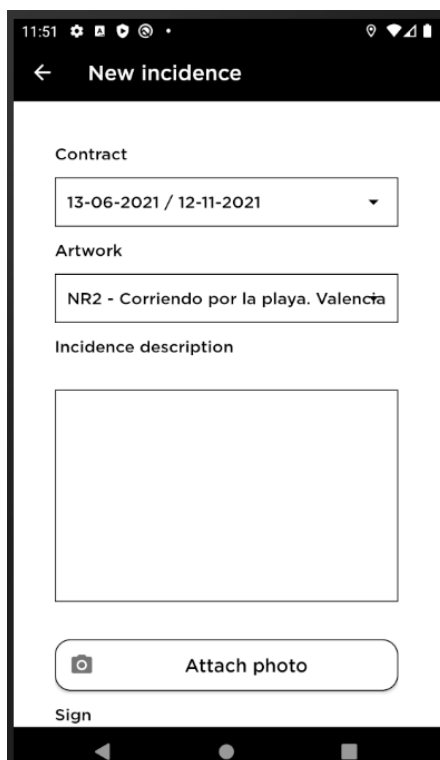 11:51
New incidence
Contract
13-06-2021 / 12-11-2021
Artwork
NR2 - Corriendo por la playa. Valencia
Incidence description
Attach photo
Sign